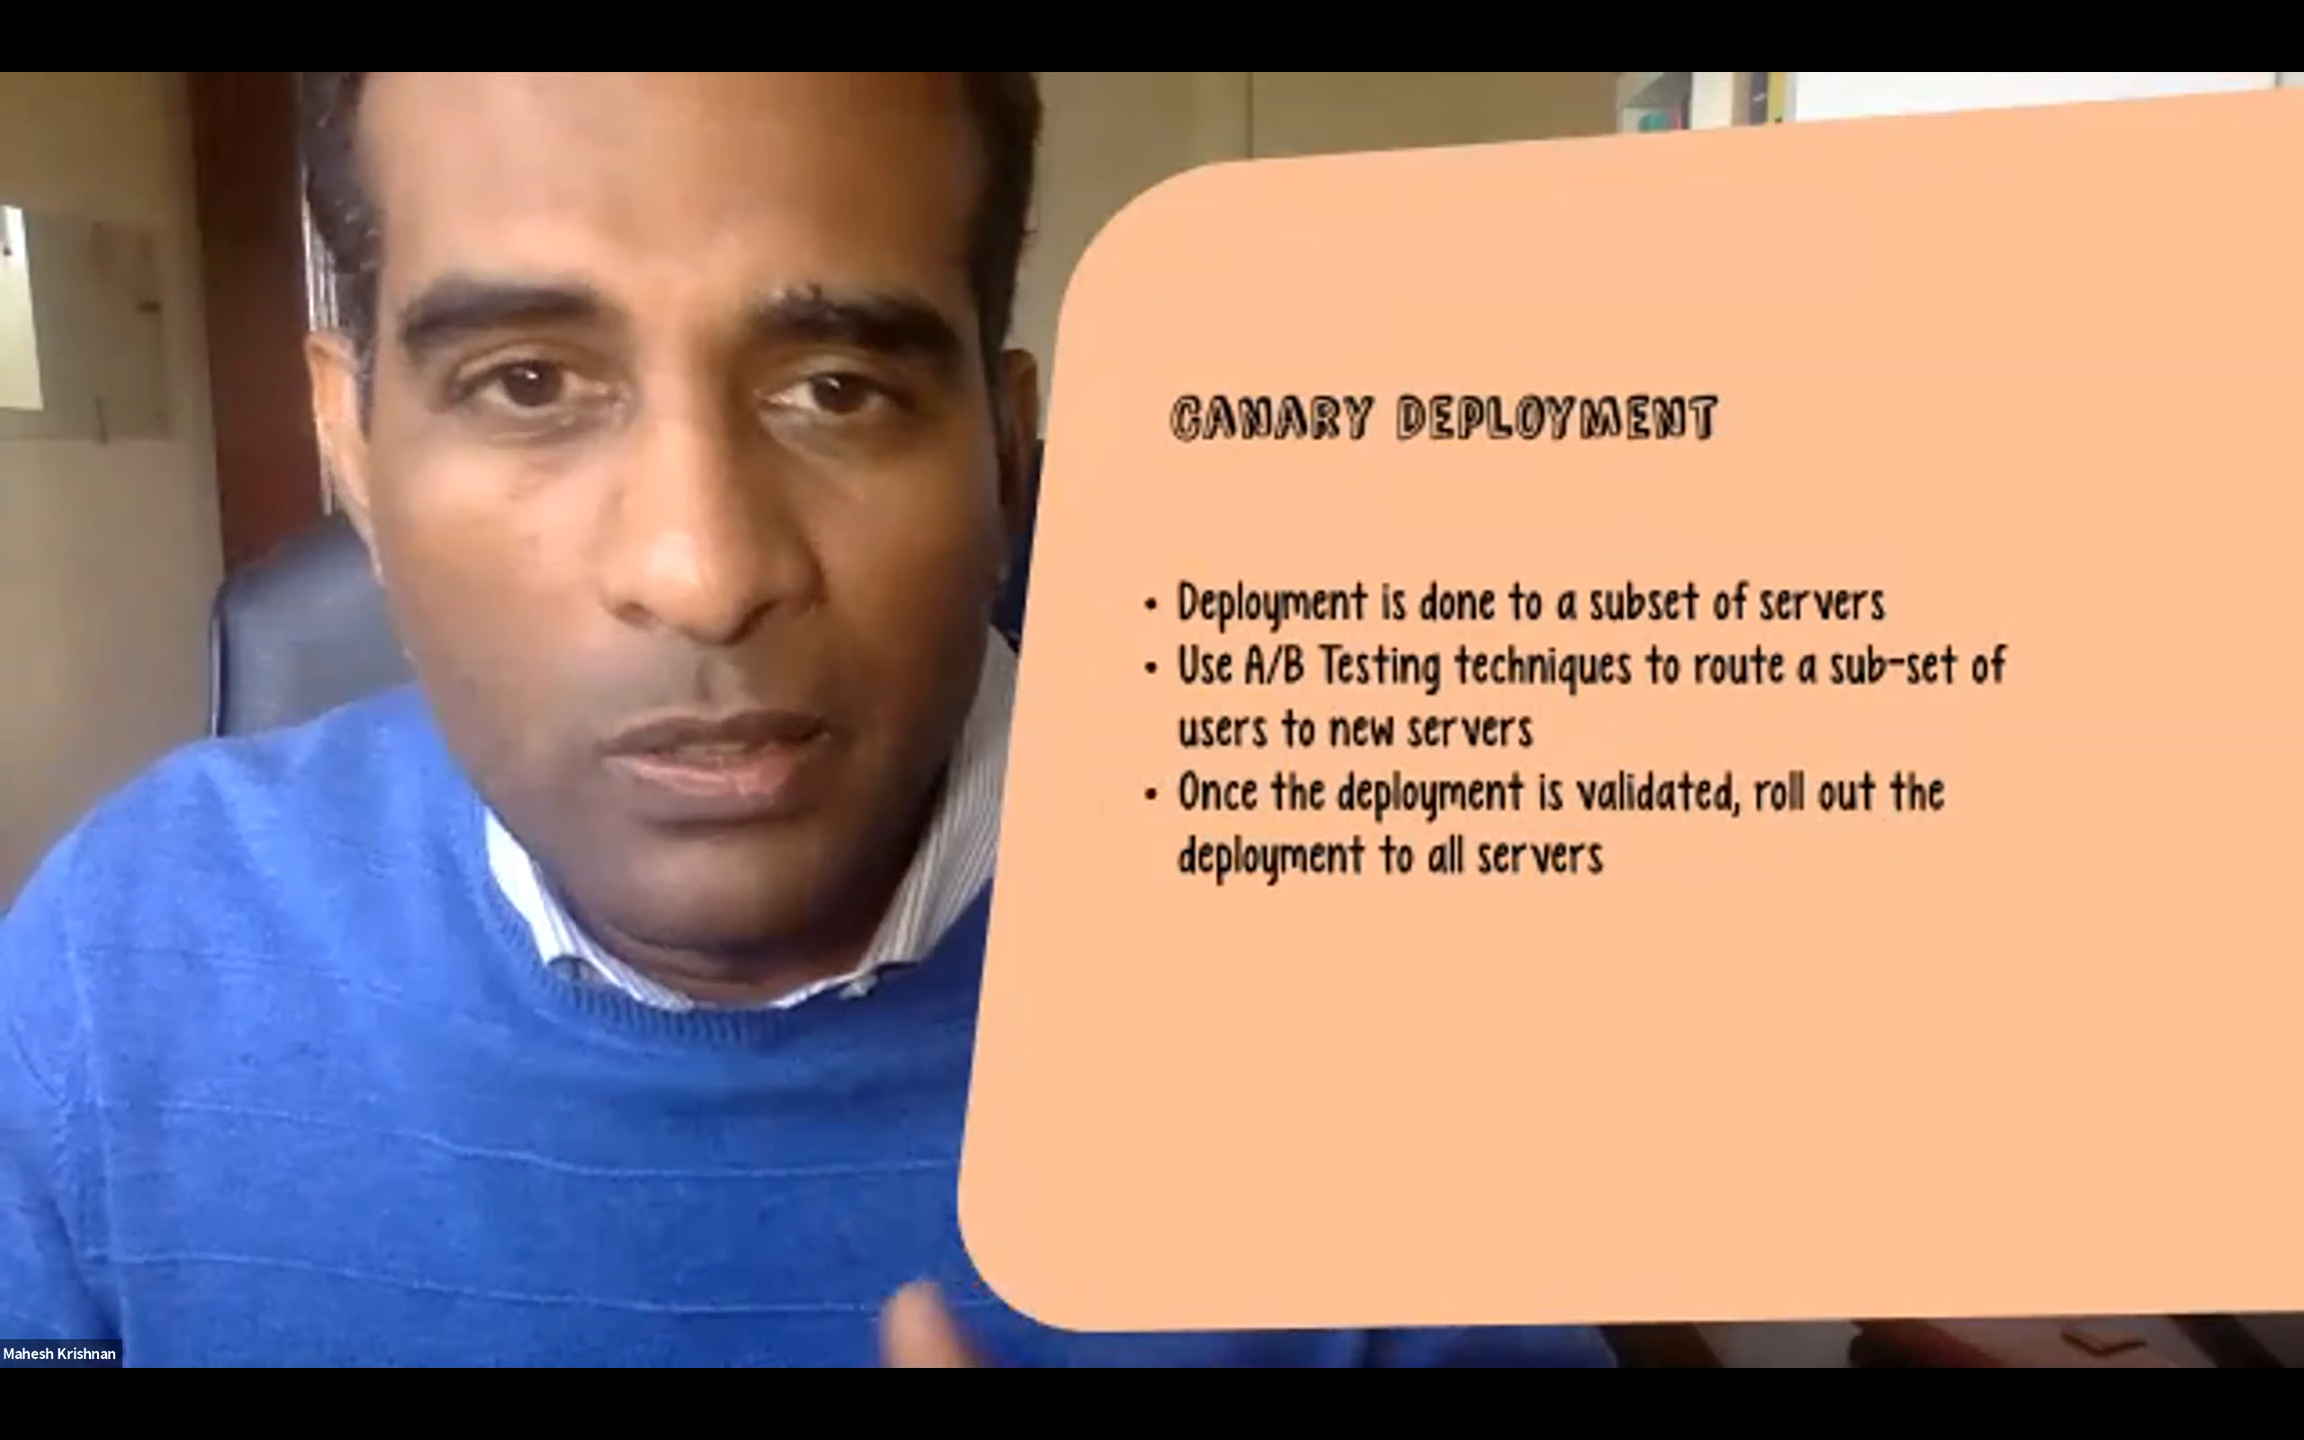 CANARY DEPLOYMENT
• Deployment is done to a subset of servers
• Use A/B Testing techniques to route a sub-set of
users to new servers
• Once the deployment is validated, roll out the
deployment to all servers
Mahesh Krishnan